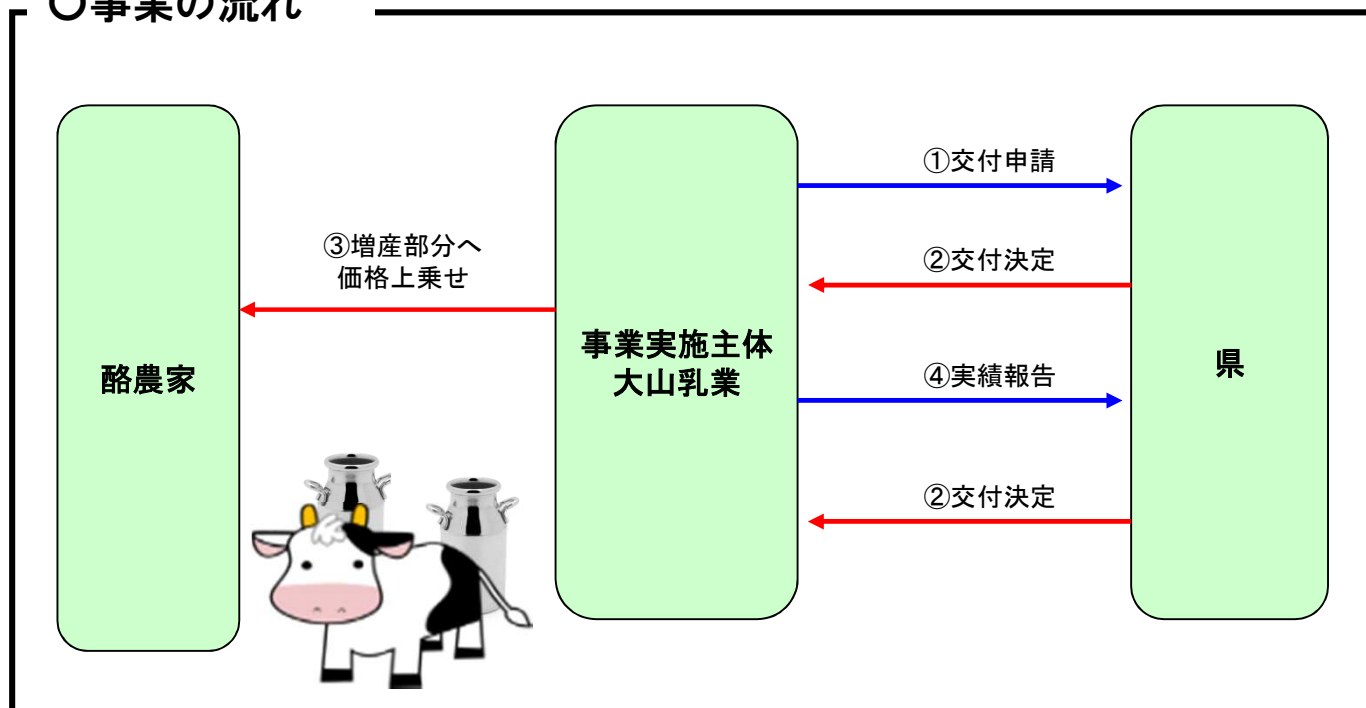 〇事業の流れ
①交付申請
③増産部分へ
価格上乗せ
②交付決定
酪農家
事業実施主体
大山乳業
県
④実績報告
②交付決定